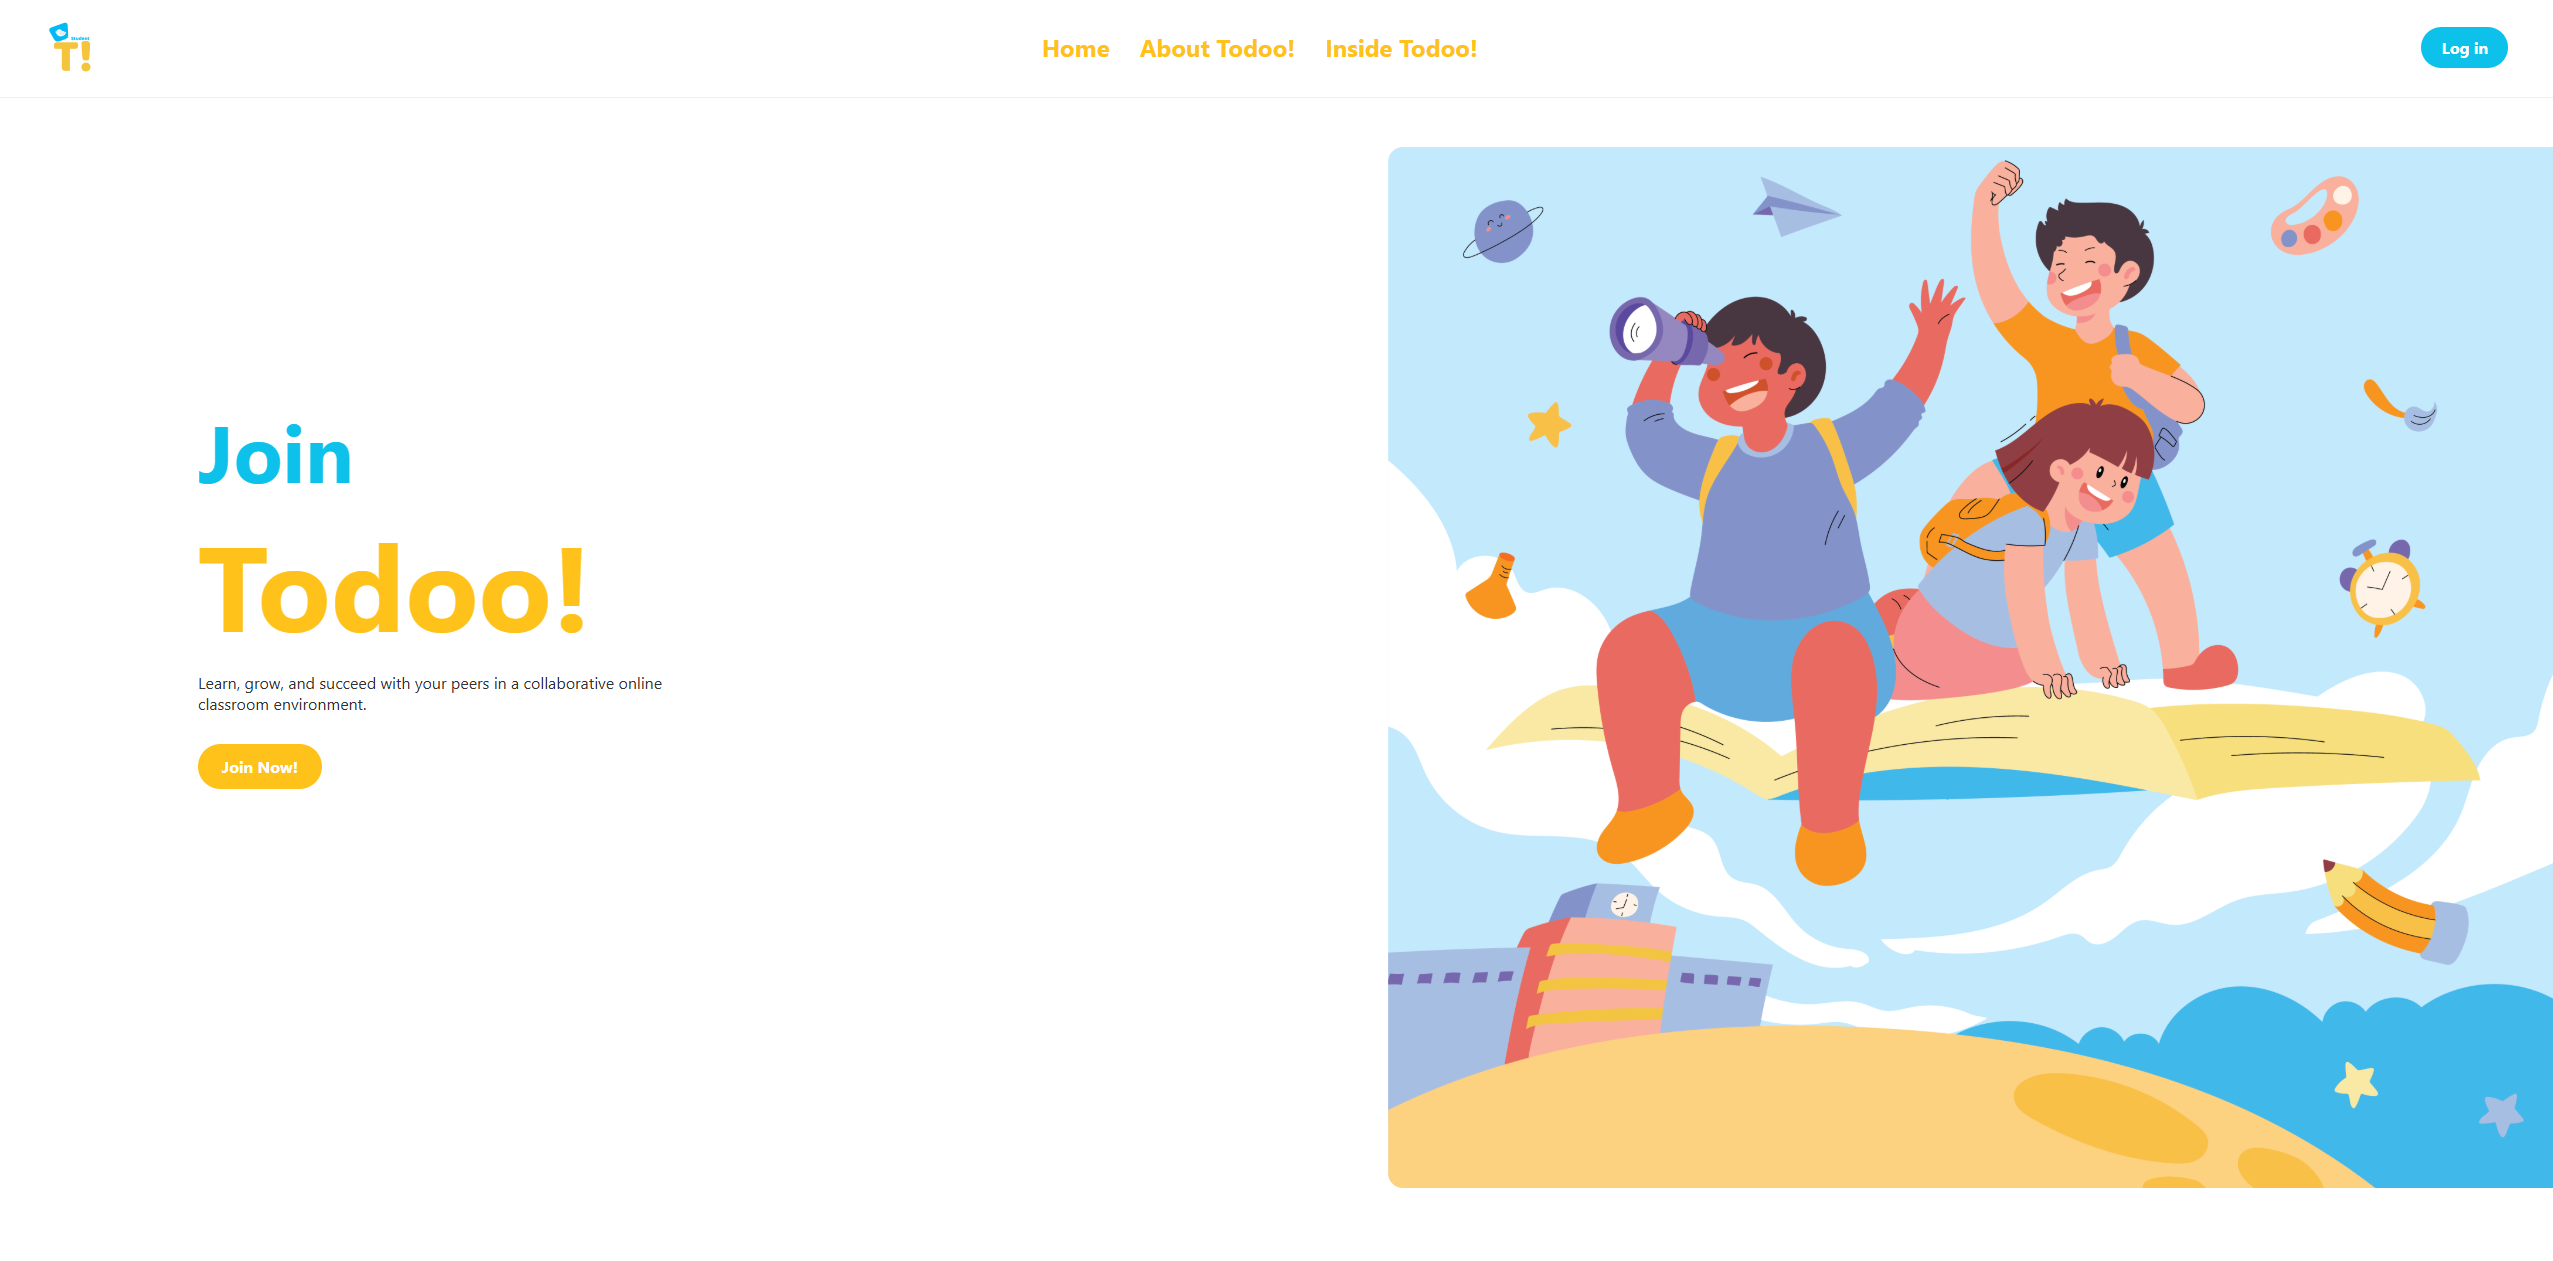 Student
T!
Home About Todoo! Inside Todoo!
Log in
Join
Todoo!
Learn, grow, and succeed with your peers in a collaborative online
classroom environment.
Join Now!